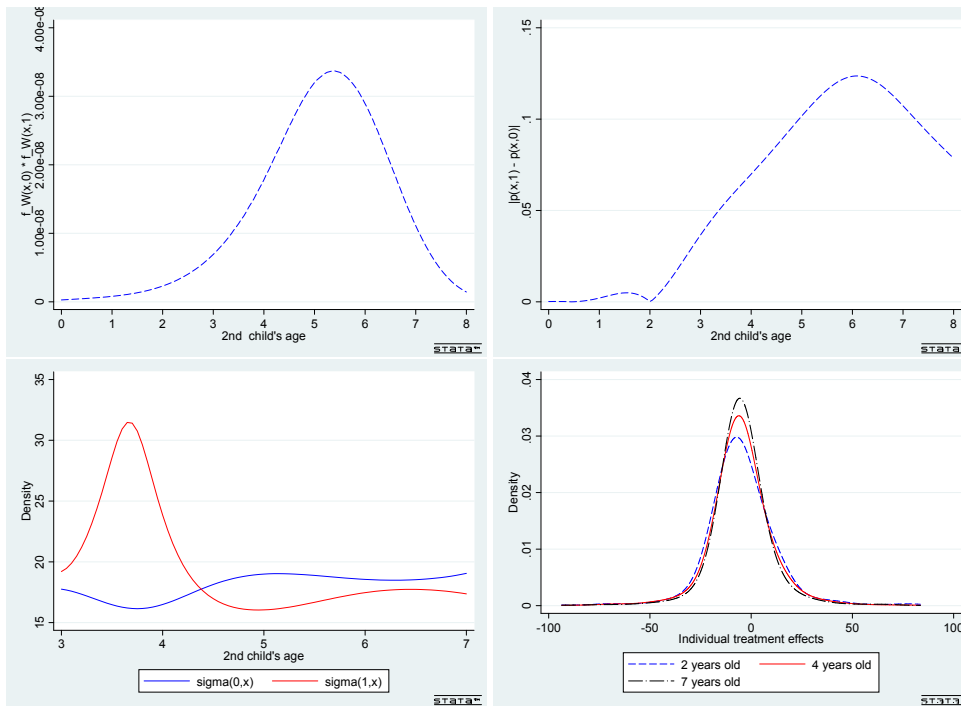 4.00e-08
3.00e-08
2.00e-08
1.00e-08
0
f_W(x,0) * f_W(x,1)
0 1 2 3 4 5 6 7 8
2nd child's age
STATA™
.15
.1
.05
0
|p(x,1) - p(x,0)|
0 1 2 3 4 5 6 7 8
2nd child's age
STATA™
35
30
25
20
15
Density
3 4 5 6 7
2nd child's age
sigma(0,x) sigma(1,x)
STATA™
.04
.03
.02
.01
0
Density
-100 -50 0 50 100
Individual treatment effects
2 years old 4 years old
7 years old